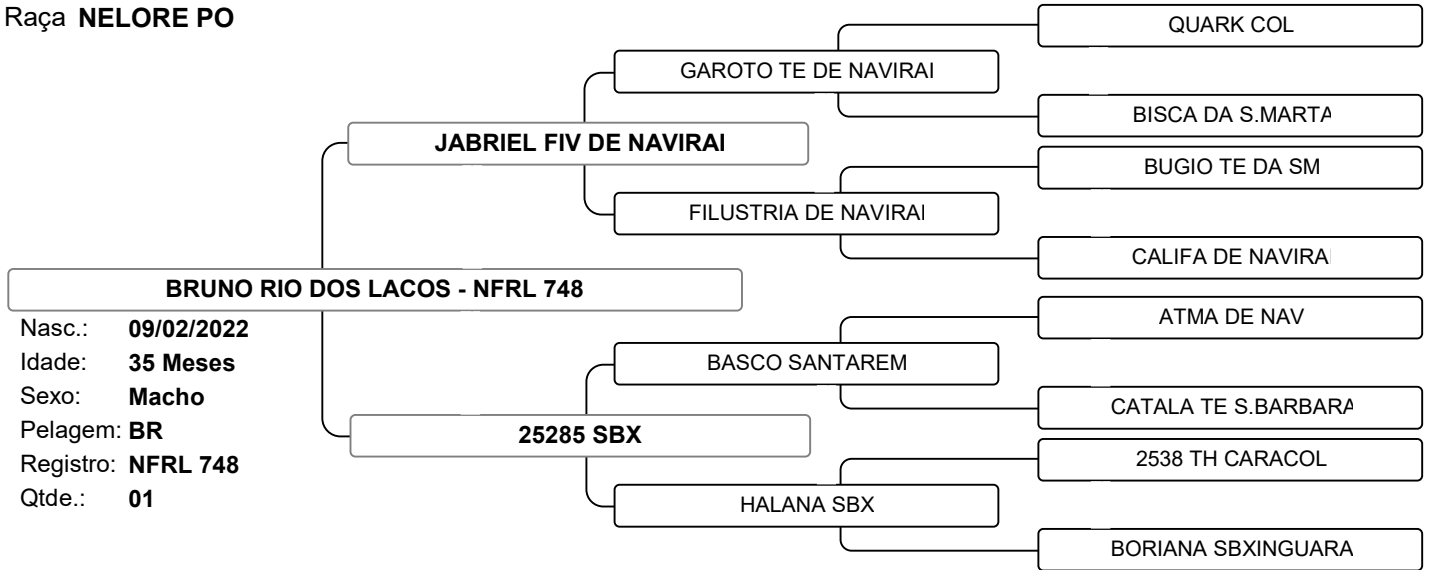 Raça NELORE PO
QUARK COL
GAROTO TE DE NAVIRAI
BISCA DA S.MARTA
JABRIEL FIV DE NAVIRAI
BUGIO TE DA SM
FILUSTRIA DE NAVIRAI
CALIFA DE NAVIRA
BRUNO RIO DOS LACOS - NFRL 748
Nasc.: 09/02/2022
Idade: 35 Meses
Sexo: Macho
Pelagem: BR
Registro: NFRL 748
Qtde.: 01
ATMA DE NAV
BASCO SANTAREM
CATALA TE S.BARBARA
25285 SBX
2538 TH CARACOL
HALANA SBX
BORIANA SBXINGUARA